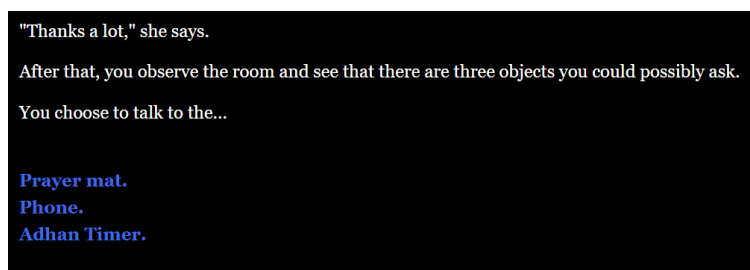 "Thanks a lot," she says.
After that, you observe the room and see that there are three objects you could possibly ask.
You choose to talk to the...
Prayer mat.
Phone.
Adhan Timer.